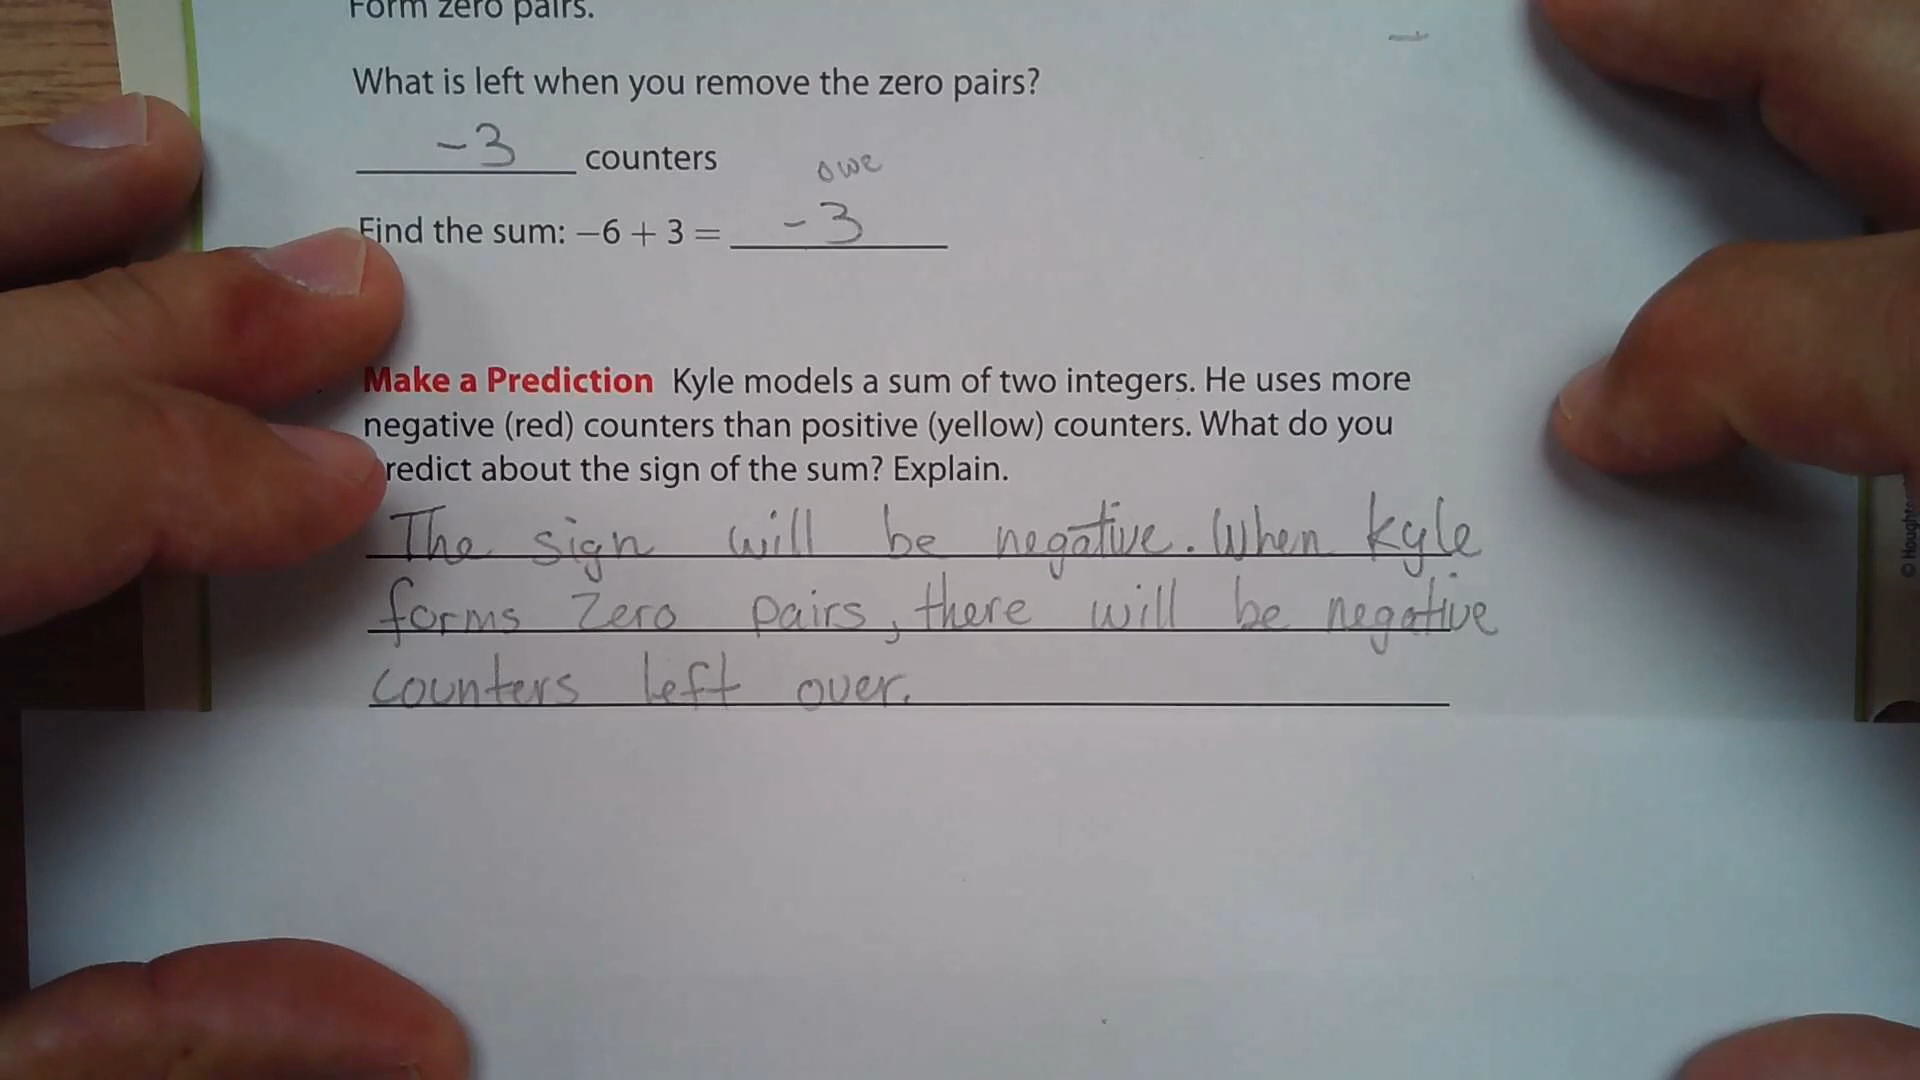 Form zero pairs.
What is left when you remove the zero pairs?
-3 counters
owe
Find the sum: −6 + 3 = -3
Make a Prediction Kyle models a sum of two integers. He uses more
negative (red) counters than positive (yellow) counters. What do you
redict about the sign of the sum? Explain.
The sign will be negative. When Kyle
forms zero pairs, there will be negative
counters left over.
© Hought